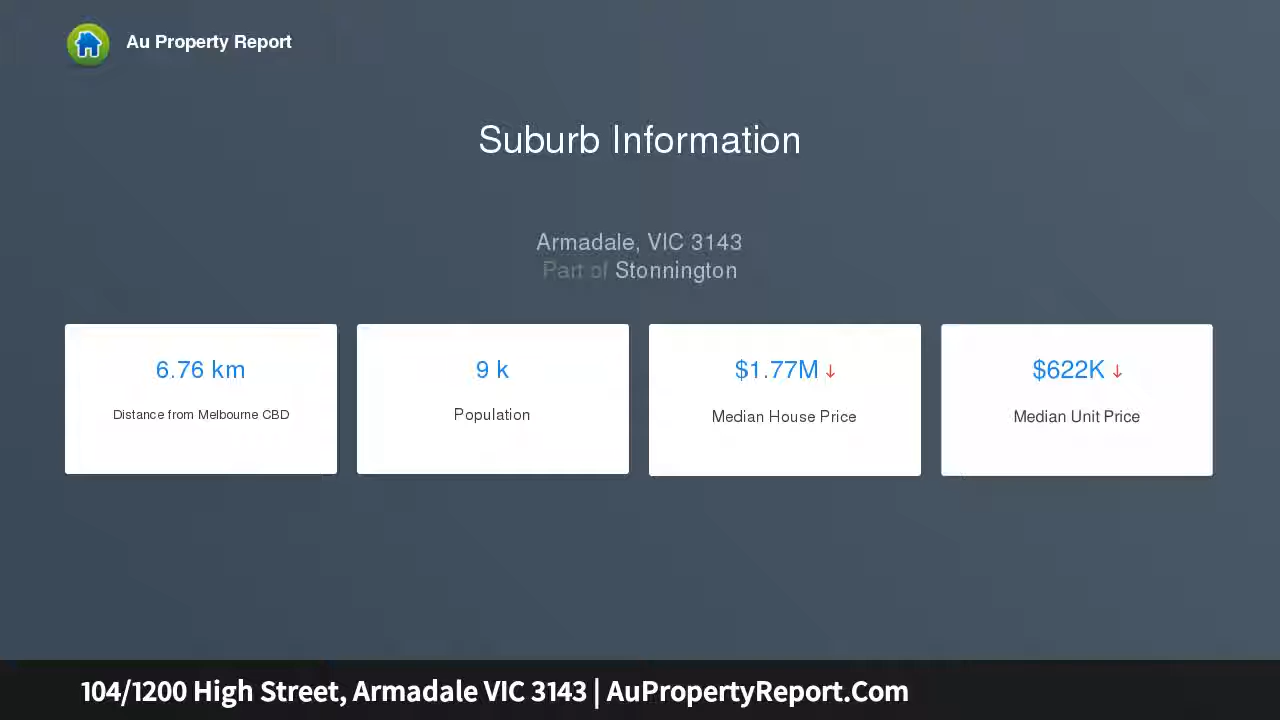 Au Property Report
Suburb Information
Armadale, VIC 3143
Part of Stonnington
6.76 km
Distance from Melbourne CBD
9 k
Population
$1.77M ↓
Median House Price
$622K ↓
Median Unit Price
104/1200 High Street, Armadale VIC 3143 | AuPropertyReport.Com